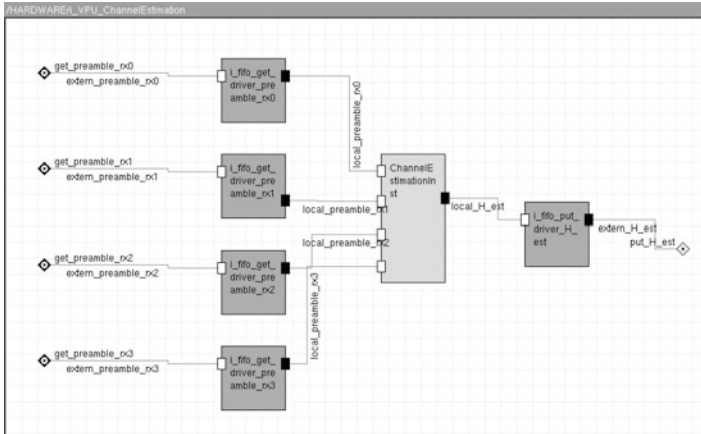 /HARDWARE/i_VPU_ChannelEstimation
get_preamble_rx0
extern_preamble_rx0
i_fifo_get_
driver_pre
amble_rx0
local_preamble_rx0
get_preamble_rx1
extern_preamble_rx1
i_fifo_get_
driver_pre
amble_rx1
local_preamble_rx1
ChannelE
stimationIn
st
local_H_est
i_fifo_put_
driver_H_
est
extern_H_est
put_H_est
local_preamble_rx2
get_preamble_rx2
extern_preamble_rx2
i_fifo_get_
driver_pre
amble_rx2
local_preamble_rx3
get_preamble_rx3
extern_preamble_rx3
i_fifo_get_
driver_pre
amble_rx3